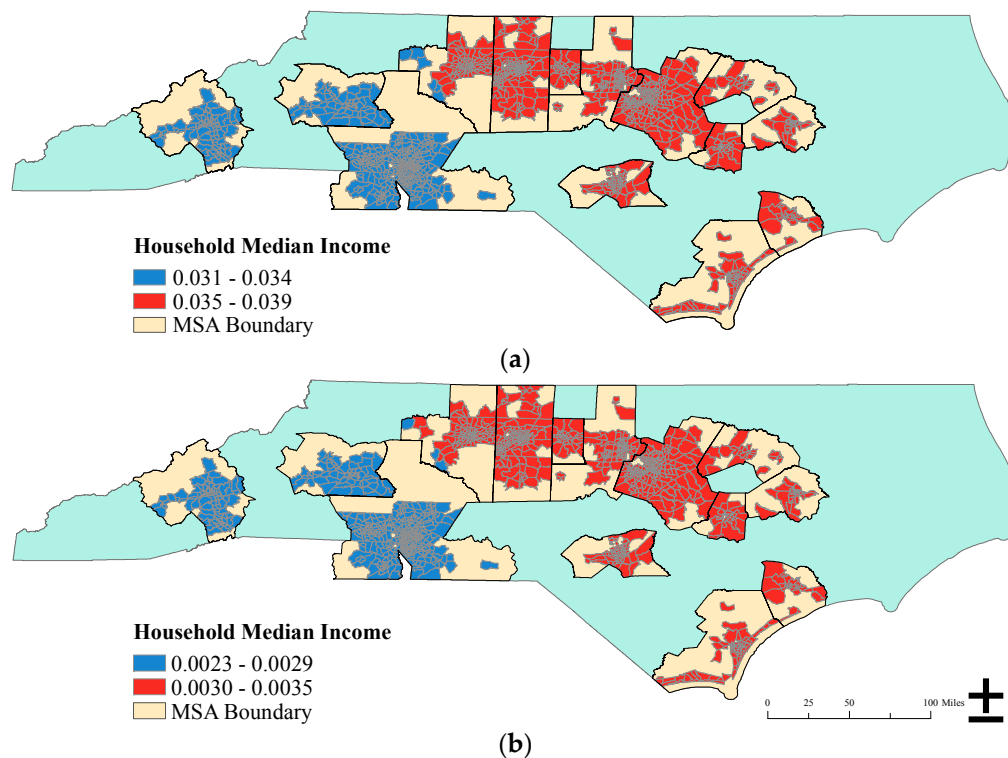 Household Median Income
0.031 - 0.034
0.035 - 0.039
MSA Boundary
(a)
Household Median Income
0.0023 - 0.0029
0.0030 - 0.0035
MSA Boundary
0 25 50 100 Miles
(b)